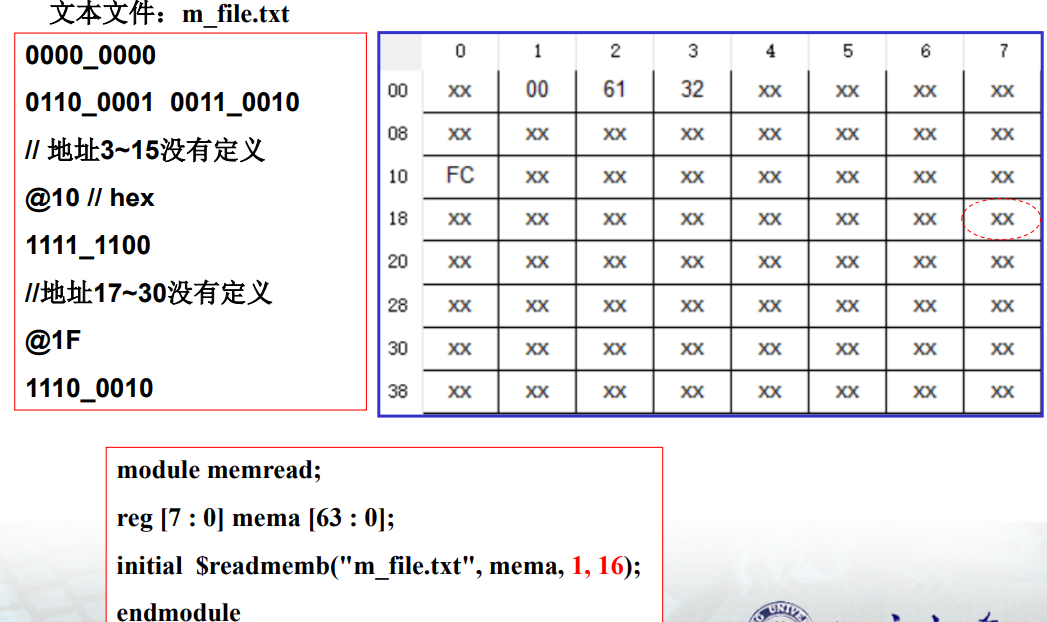 文本文件：m_file.txt
0000_0000
0110_0001 0011_0010
// 地址3~15没有定义
@10 // hex
1111_1100
//地址17~30没有定义
@1F
1110_0010
0 1 2 3 4 5 6 7
00 xx 00 61 32 xx xx xx xx
08 xx xx xx xx xx xx xx xx
10 FC xx xx xx xx xx xx xx
18 xx xx xx xx xx xx xx xx
20 xx xx xx xx xx xx xx xx
28 xx xx xx xx xx xx xx xx
30 xx xx xx xx xx xx xx xx
38 xx xx xx xx xx xx xx xx
module memread;
reg [7 : 0] mema [63 : 0];
initial $readmemb("m_file.txt", mema, 1, 16);
endmodule